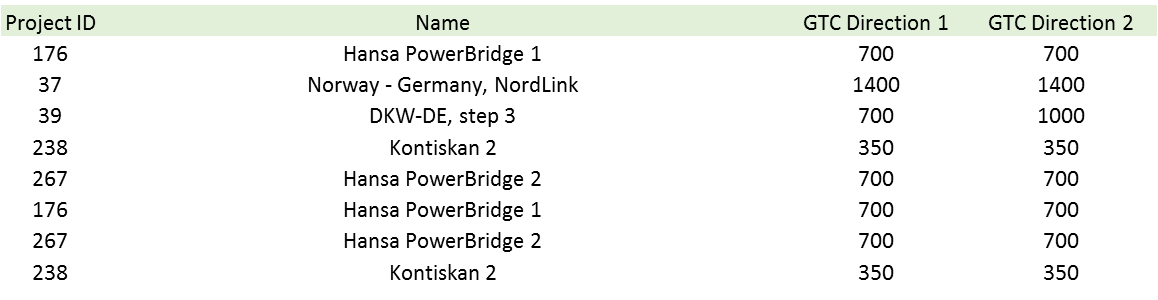 Project ID Name GTC Direction 1 GTC Direction 2
176 Hansa PowerBridge 1 700 700
37 Norway - Germany, NordLink 1400 1400
39 DKW-DE, step 3 700 1000
238 Kontiskan 2 350 350
267 Hansa PowerBridge 2 700 700
176 Hansa PowerBridge 1 700 700
267 Hansa PowerBridge 2 700 700
238 Kontiskan 2 350 350